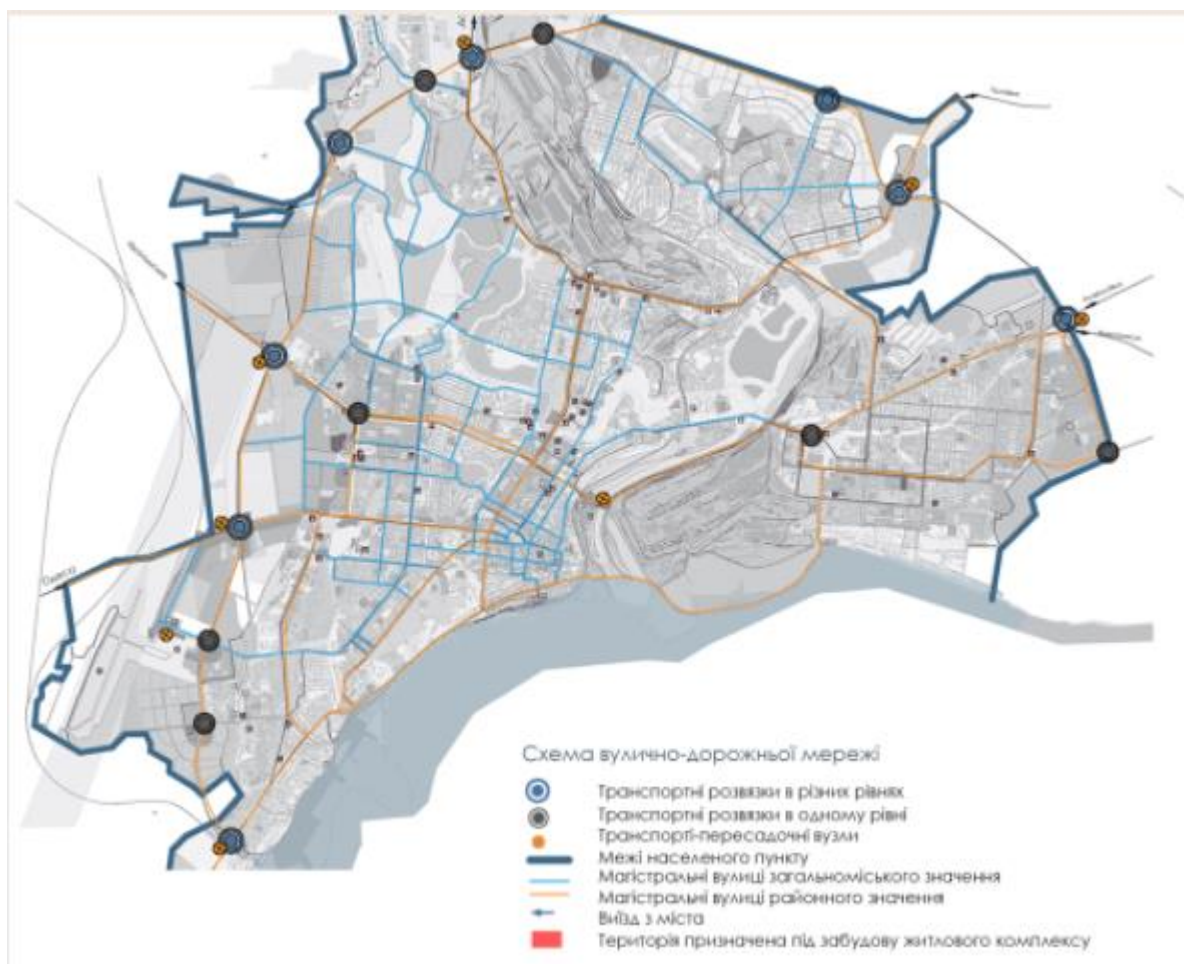 Одеса
Схема вулично-дорожньої мережі
Транспортні розвязки в різних рівнях
Транспортні розвязки в одному рівні
Транспорті-пересадочні вузли
Межі населеного пункту
Магістральні вулиці загальноміського значення
Магістральні вулиці районного значення
Виїзд з міста
Територія призначена під забудову житлового комплексу